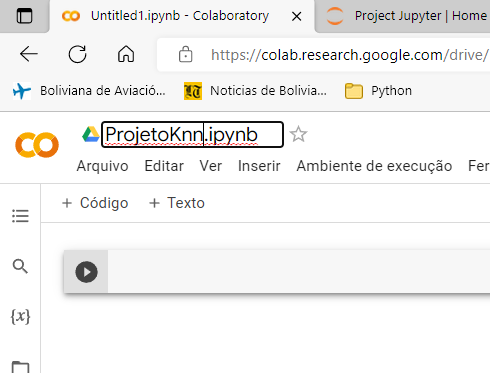 Untitled1.ipynb - Colaboratory
Project Jupyter | Home
https://colab.research.google.com/drive/
Boliviana de Aviació...
Noticias de Bolivia...
Python
ProjetoKnn.ipynb
Arquivo Editar Ver Inserir Ambiente de execução Fer
+ Código + Texto
{x}